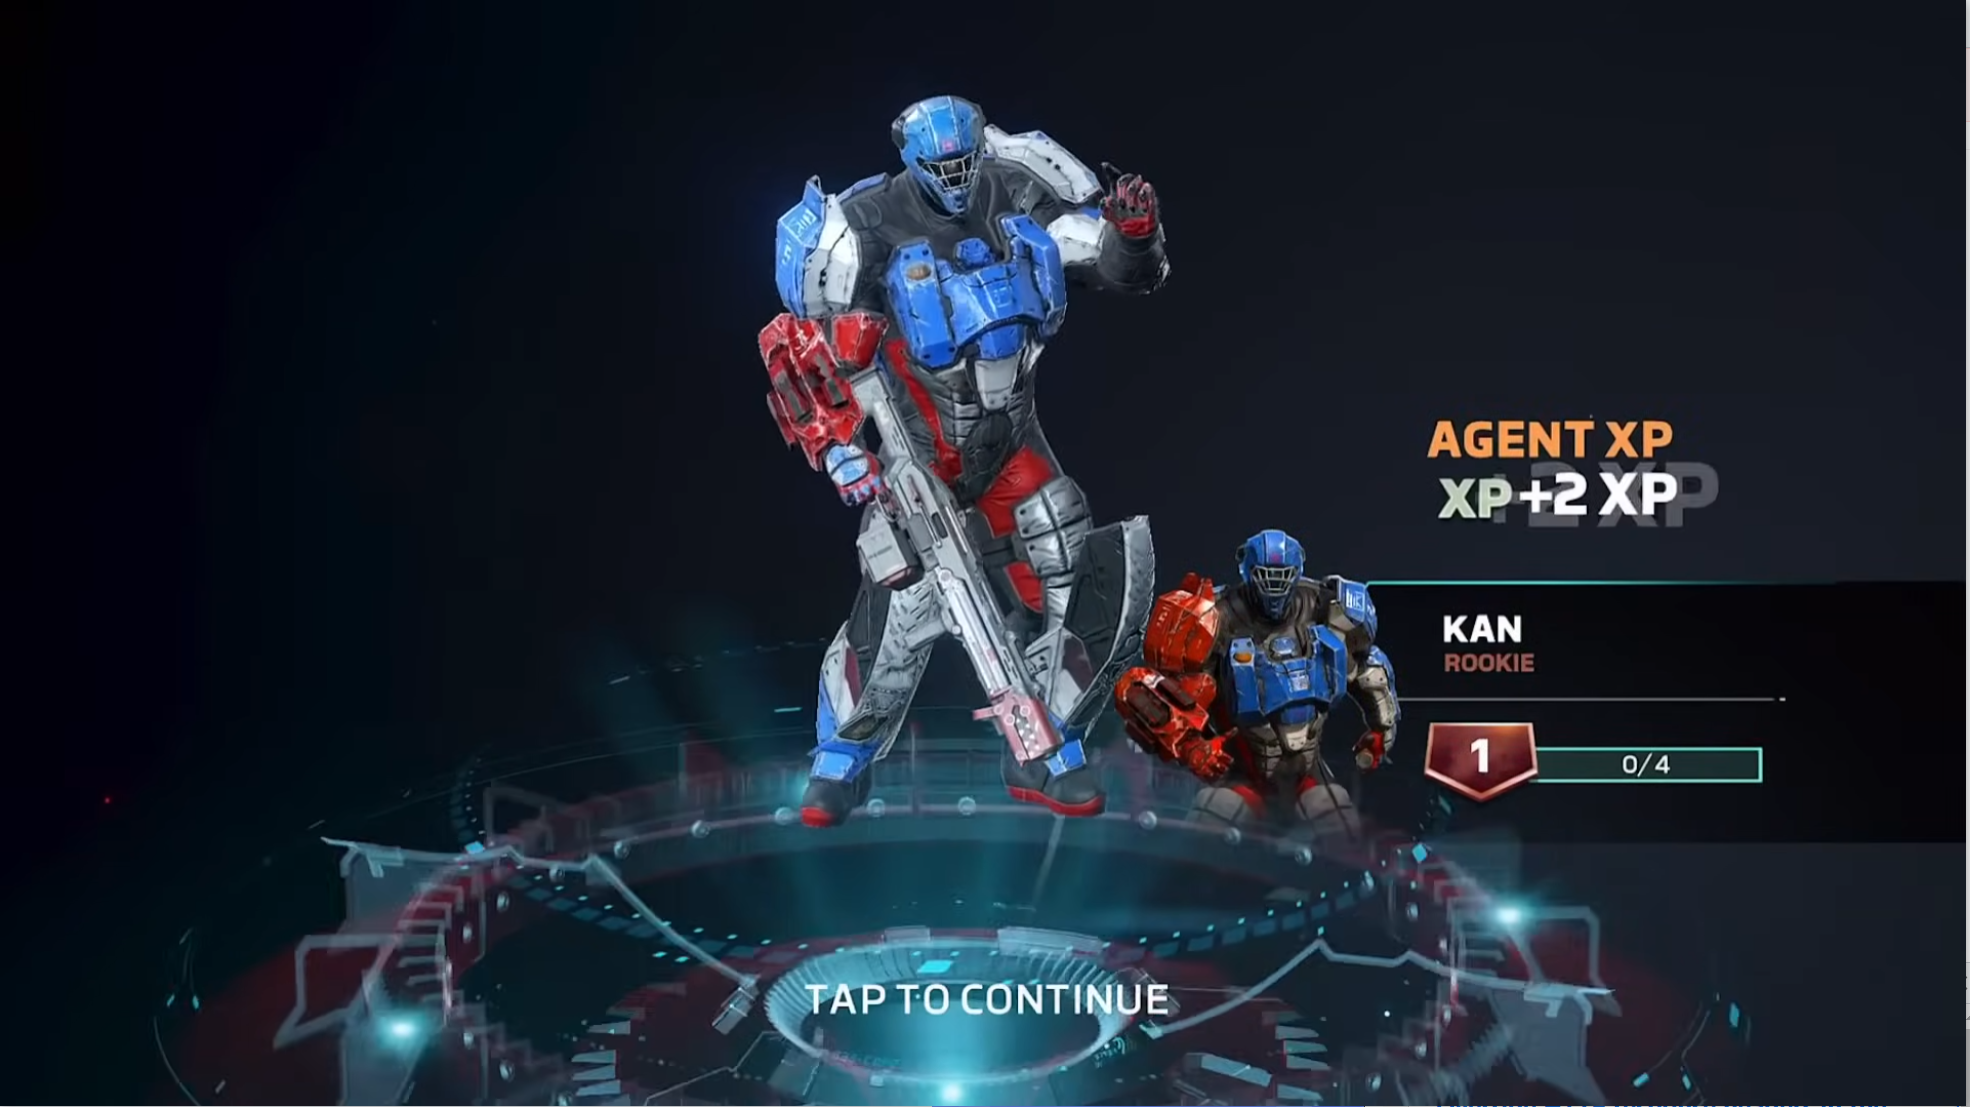 AGENT XP
XP +2 XP
KAN
ROOKIE
1
0/4
TAP TO CONTINUE